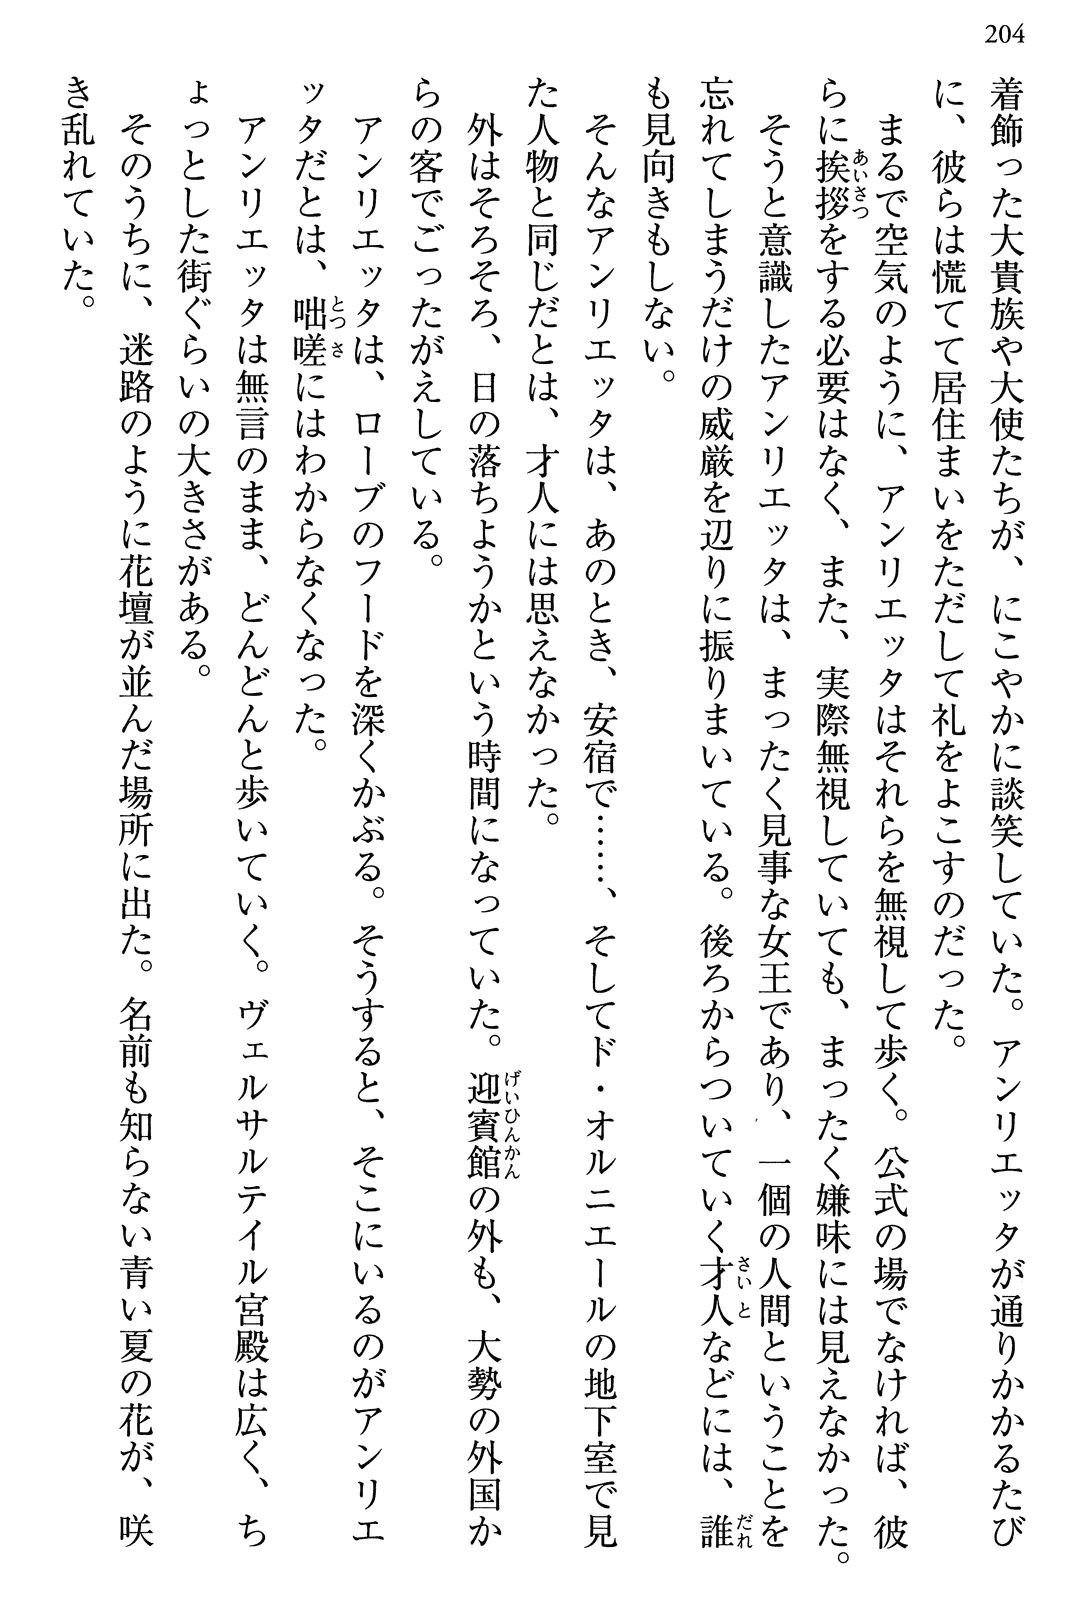 204
着飾った大貴族や大使たちが、にこやかに談笑していた。アンリエッタが通りかかるたび
に、彼らは慌てて居住まいをただして礼をよこすのだった。
まるで空気のように、アンリエッタはそれらを無視して歩く。公式の場でなければ、彼
らに挨拶をする必要はなく、また、実際無視していても、まったく嫌味には見えなかった。
そうと意識したアンリエッタは、まったく見事な女王であり、一個の人間ということを
忘れてしまうだけの威厳を辺りに振りまいている。後ろからついていく才人などには、誰
も見向きもしない。
そんなアンリエッタは、あのとき、安宿で……、そしてド・オルニエールの地下室で見
た人物と同じだとは、才人には思えなかった。
外はそろそろ、日の落ちようかという時間になっていた。迎賓館の外も、大勢の外国か
らの客でごったがえしている。
アンリエッタは、ローブのフードを深くかぶる。そうすると、そこにいるのがアンリエ
ッタだとは、咄嗟にはわからなくなった。
アンリエッタは無言のまま、どんどんと歩いていく。ヴェルサルテイル宮殿は広く、ち
ょっとした街ぐらいの大きさがある。
そのうちに、迷路のように花壇が並んだ場所に出た。名前も知らない青い夏の花が、咲
き乱れていた。